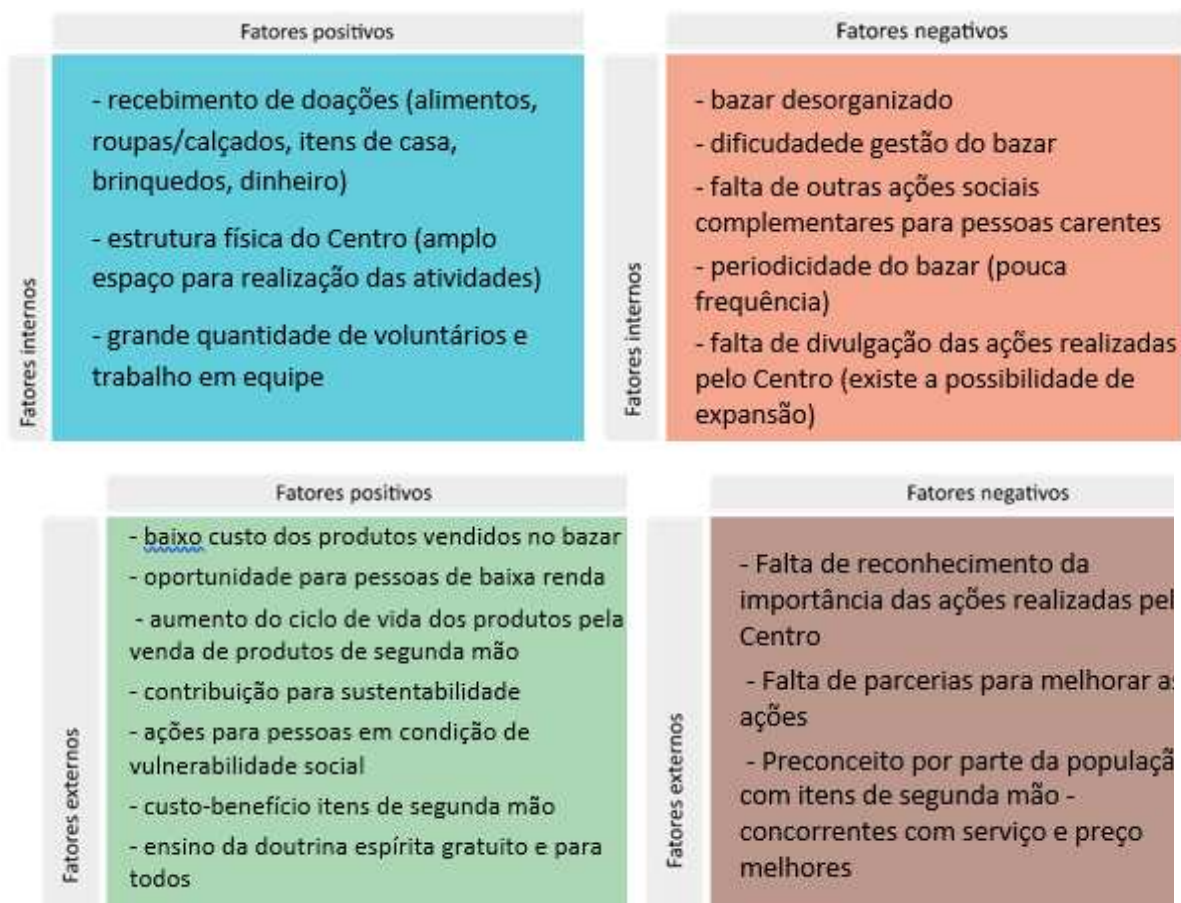 Fatores positivos
Fatores internos
- recebimento de doações (alimentos,
roupas/calçados, itens de casa,
brinquedos, dinheiro)
- estrutura física do Centro (amplo
espaço para realização das atividades)
- grande quantidade de voluntários e
trabalho em equipe
Fatores negativos
Fatores internos
- bazar desorganizado
- dificudadede gestão do bazar
- falta de outras ações sociais
complementares para pessoas carentes
- periodicidade do bazar (pouca
frequência)
- falta de divulgação das ações realizadas
pelo Centro (existe a possibilidade de
expansão)
Fatores positivos
Fatores externos
- baixo custo dos produtos vendidos no bazar
- oportunidade para pessoas de baixa renda
- aumento do ciclo de vida dos produtos pela
venda de produtos de segunda mão
- contribuição para sustentabilidade
- ações para pessoas em condição de
vulnerabilidade social
- custo-benefício itens de segunda mão
- ensino da doutrina espírita gratuito e para
todos
Fatores negativos
Fatores externos
- Falta de reconhecimento da
importância das ações realizadas pel
Centro
- Falta de parcerias para melhorar as
ações
- Preconceito por parte da populaçã
com itens de segunda mão -
concorrentes com serviço e preço
melhores